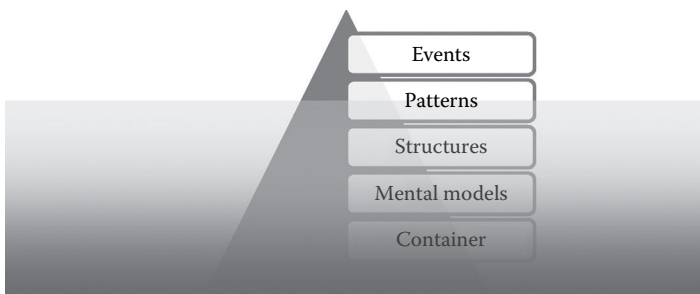 Events
Patterns
Structures
Mental models
Container